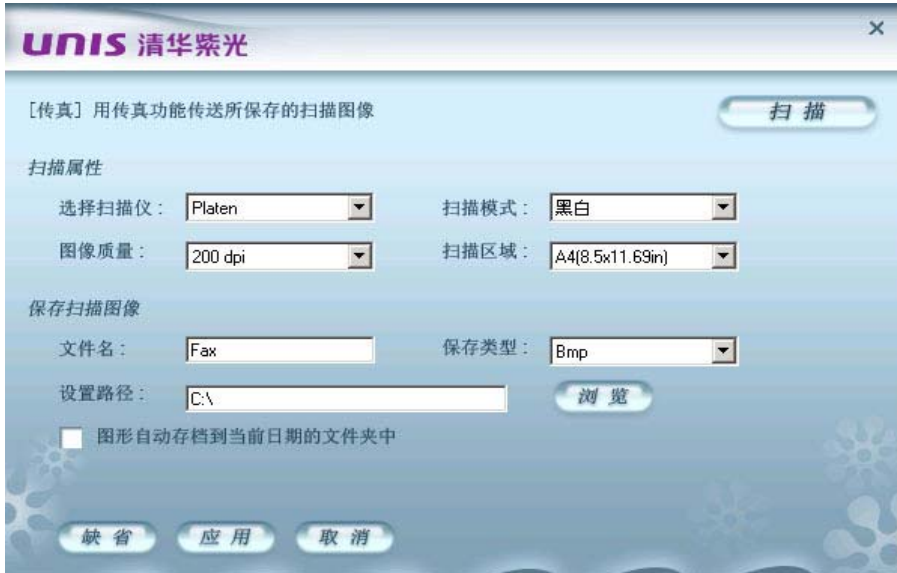 UNIS 清华紫光
×
[传真] 用传真功能传送所保存的扫描图像
扫描
扫描属性
选择扫描仪： Platen 扫描模式： 黑白
图像质量： 200 dpi 扫描区域： A4(8.5x11.69in)
保存扫描图像
文件名： Fax 保存类型： Bmp
设置路径： C:\ 浏览
图形自动存档到当前日期的文件夹中
缺省 应用 取消